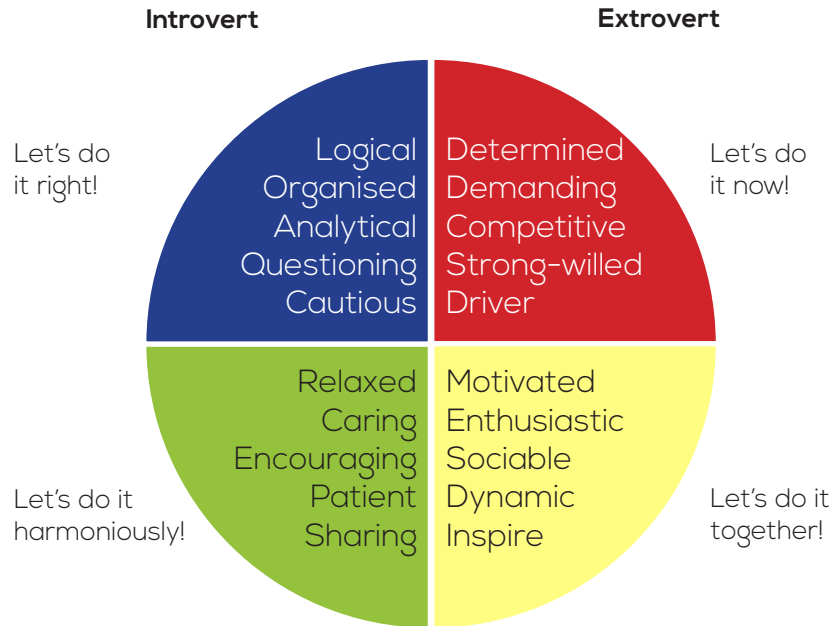 Introvert
Extrovert
Let's do
it right!
Logical
Organised
Analytical
Questioning
Cautious
Determined
Demanding
Competitive
Strong-willed
Driver
Let's do
it now!
Let's do it
harmoniously!
Relaxed
Caring
Encouraging
Patient
Sharing
Motivated
Enthusiastic
Sociable
Dynamic
Inspire
Let's do it
together!